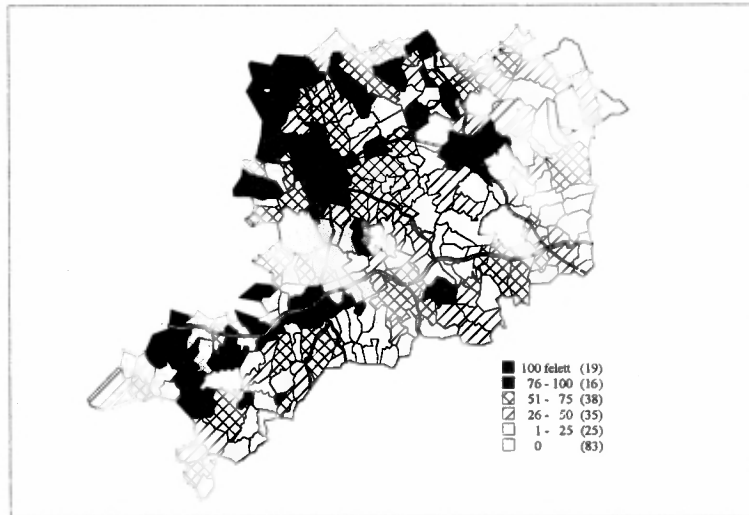 100 felett (19)
76 - 100 (16)
51 - 75 (38)
26 - 50 (35)
1 - 25 (25)
0 (83)